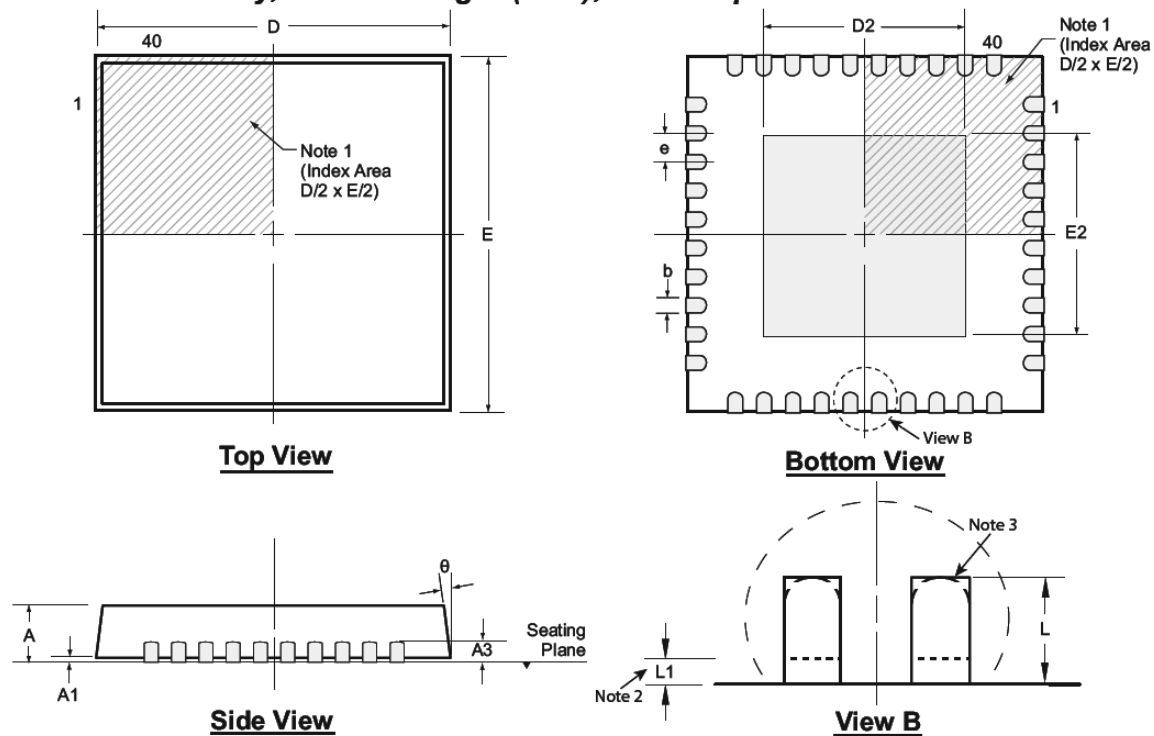 D
40
1
Note 1
(Index Area
D/2 x E/2)
E
Top View
D2
40
Note 1
(Index Area
D/2 x E/2)
1
e
E2
b
View B
Bottom View
θ
A
A3
Seating
Plane
A1
Side View
Note 3
L
L1
Note 2
View B